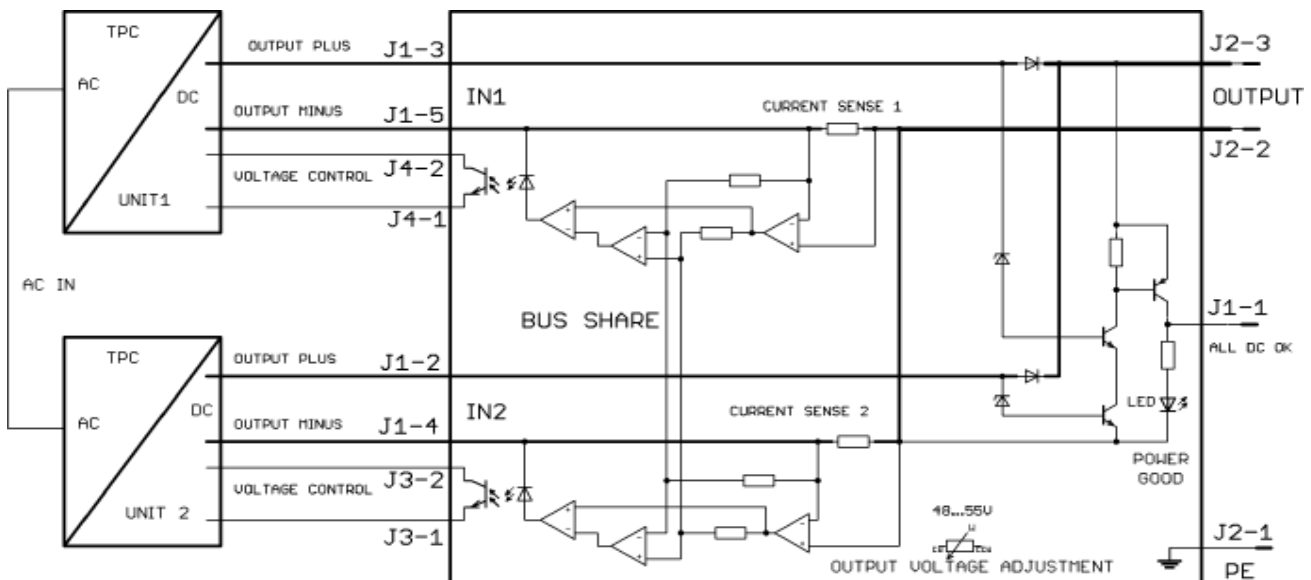 TPC
AC
DC
UNIT1
OUTPUT PLUS
J1-3
OUTPUT MINUS
J1-5
VOLTAGE CONTROL
J4-2
J4-1
IN1
CURRENT SENSE 1
J2-3
OUTPUT
J2-2
AC IN
BUS SHARE
J1-1
ALL DC OK
TPC
AC
DC
UNIT 2
OUTPUT PLUS
J1-2
OUTPUT MINUS
J1-4
VOLTAGE CONTROL
J3-2
J3-1
IN2
CURRENT SENSE 2
LED
POWER
GOOD
48...55V
W
OUTPUT VOLTAGE ADJUSTMENT
J2-1
PE